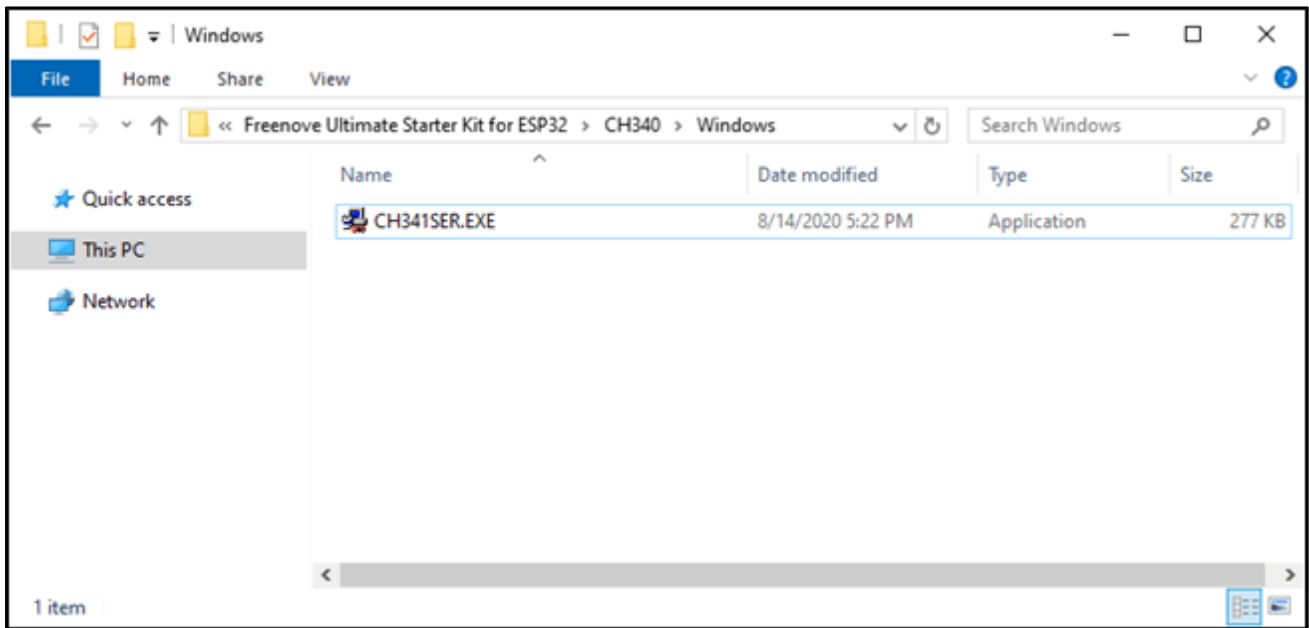 Windows
File Home Share View
« Freenove Ultimate Starter Kit for ESP32 > CH340 > Windows Search Windows
Name Date modified Type Size
Quick access
CH341SER.EXE 8/14/2020 5:22 PM Application 277 KB
This PC
Network
1 item